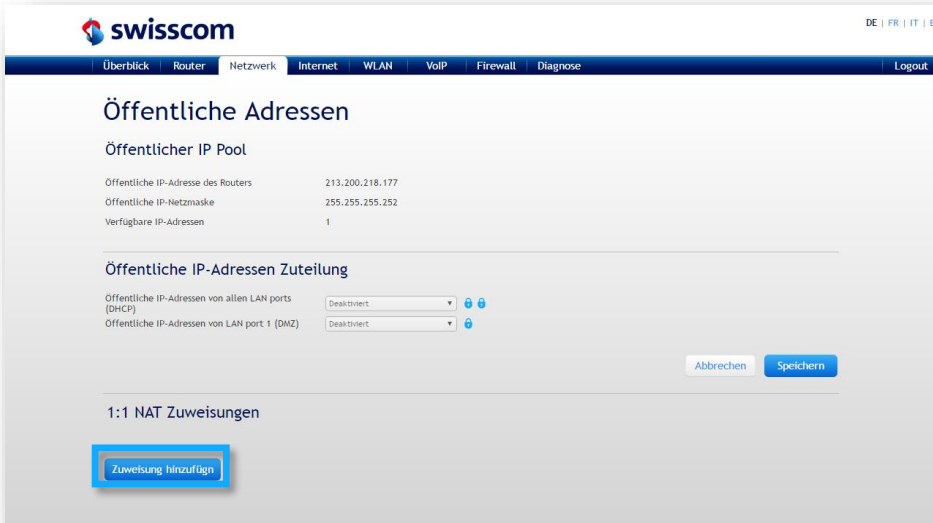 swisscom
DE | FR | IT | E
Überblick Router Netzwerk Internet WLAN VoIP Firewall Diagnose Logout
Öffentliche Adressen
Öffentlicher IP Pool
Öffentliche IP-Adresse des Routers 213.200.218.177
Öffentliche IP-Netzmaske 255.255.255.252
Verfügbare IP-Adressen 1
Öffentliche IP-Adressen Zuteilung
Öffentliche IP-Adressen von allen LAN ports
(DHCP) Deaktiviert
Öffentliche IP-Adressen von LAN port 1 (DMZ) Deaktiviert
Abbrechen Speichern
1:1 NAT Zuweisungen
Zuweisung hinzufügn